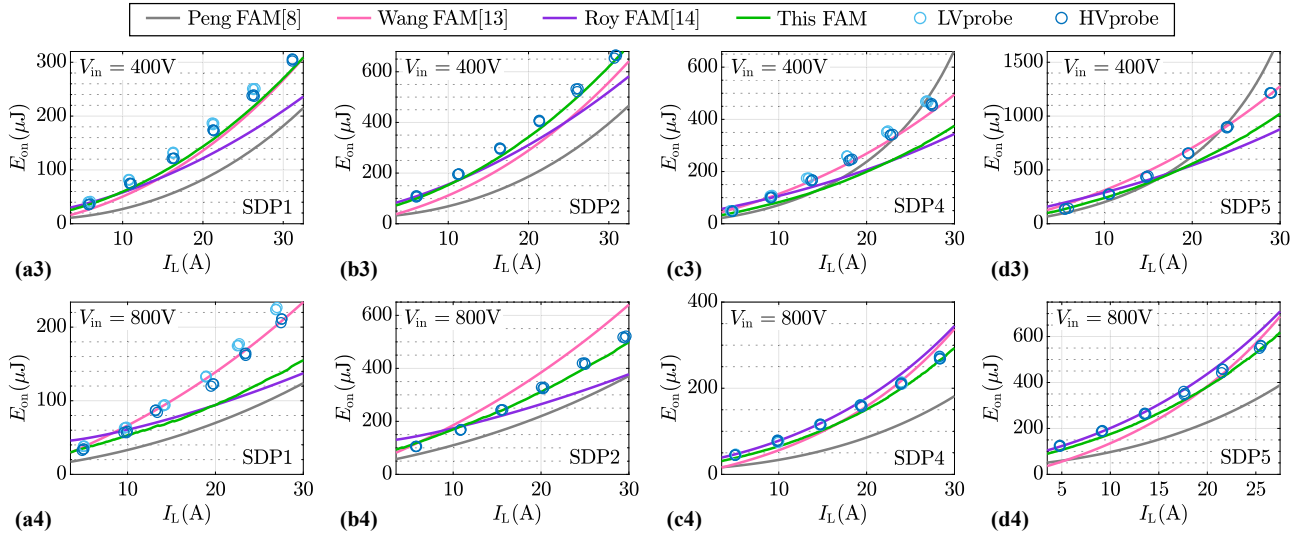 Peng FAM[8] Wang FAM[13] Roy FAM[14] This FAM LVprobe HVprobe
300
200
100
0
E_on (μJ)
V_in = 400V
SDP1
10 20 30
(a3) I_L (A)
600
400
200
0
E_on (μJ)
V_in = 400V
SDP2
10 20 30
(b3) I_L (A)
600
400
200
0
E_on (μJ)
V_in = 400V
SDP4
10 20 30
(c3) I_L (A)
1500
1000
500
0
E_on (μJ)
V_in = 400V
SDP5
10 20 30
(d3) I_L (A)
200
120
40
0
E_on (μJ)
V_in = 800V
SDP1
10 20 30
(a4) I_L (A)
600
400
200
0
E_on (μJ)
V_in = 800V
SDP2
10 20 30
(b4) I_L (A)
400
200
0
E_on (μJ)
V_in = 800V
SDP4
10 20 30
(c4) I_L (A)
600
400
200
0
E_on (μJ)
V_in = 800V
SDP5
5 10 15 20 25
(d4) I_L (A)